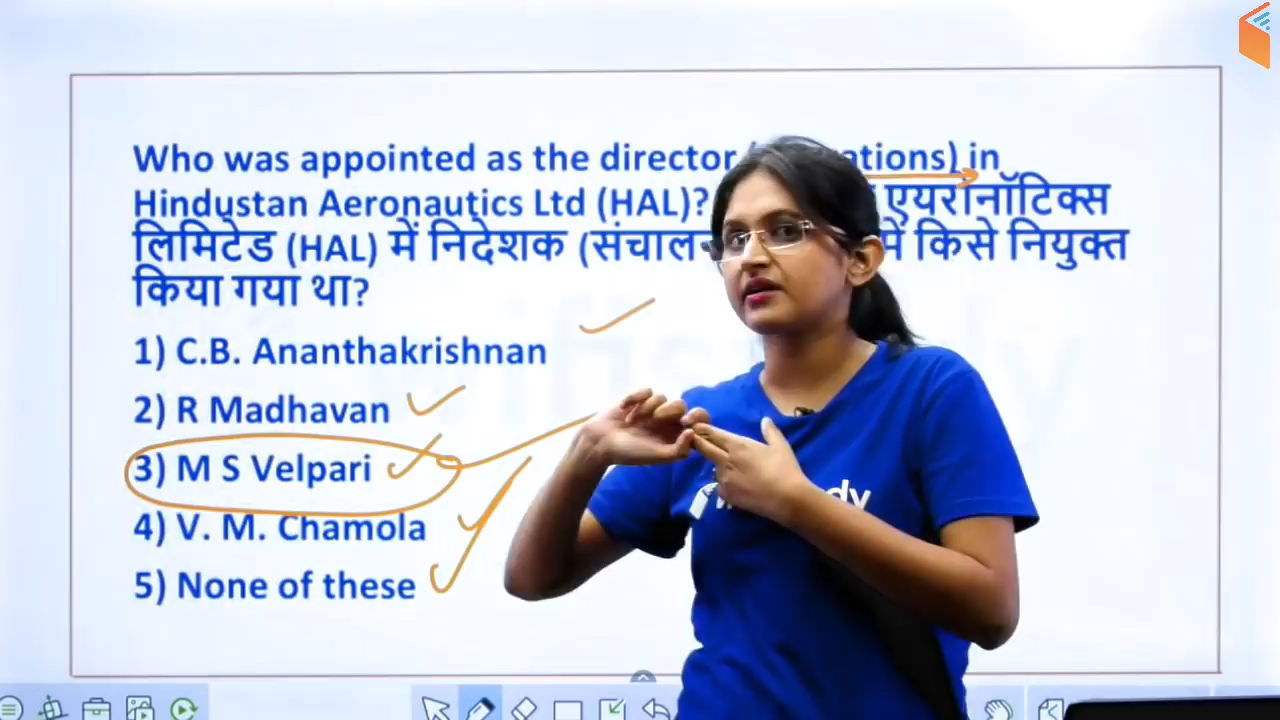 Who was appointed as the director ations) in
Hindustan Aeronautics Ltd (HAL)? एयरोनॉटिक्स
लिमिटेड (HAL) में निदेशक (संचाल में किसे नियुक्त
किया गया था?
1) C.B. Ananthakrishnan
2) R Madhavan
3) M S Velpari
4) V. M. Chamola
5) None of these